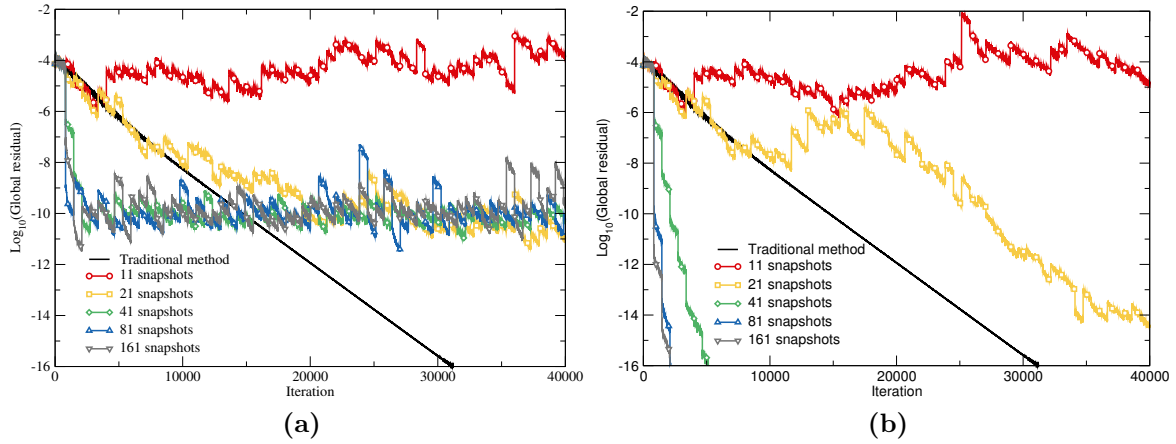 -2
-4
-6
-8
-10
-12
-14
-16
Log10(Global residual)
Traditional method
11 snapshots
21 snapshots
41 snapshots
81 snapshots
161 snapshots
0 10000 20000 30000 40000
Iteration
(a)
-2
-4
-6
-8
-10
-12
-14
-16
Log10(Global residual)
Traditional method
11 snapshots
21 snapshots
41 snapshots
81 snapshots
161 snapshots
0 10000 20000 30000 40000
Iteration
(b)